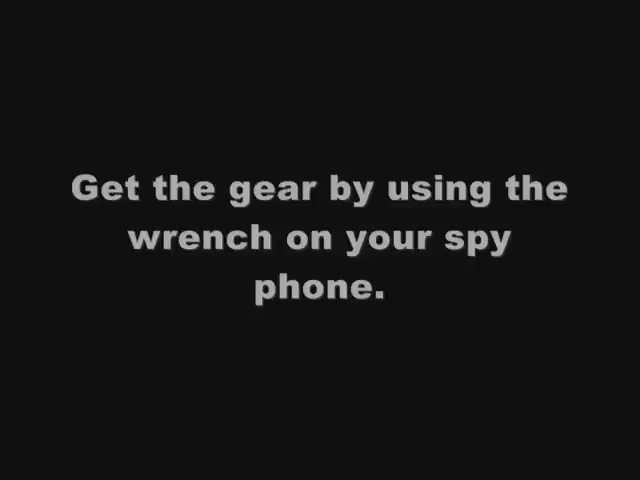 Get the gear by using the
wrench on your spy
phone.